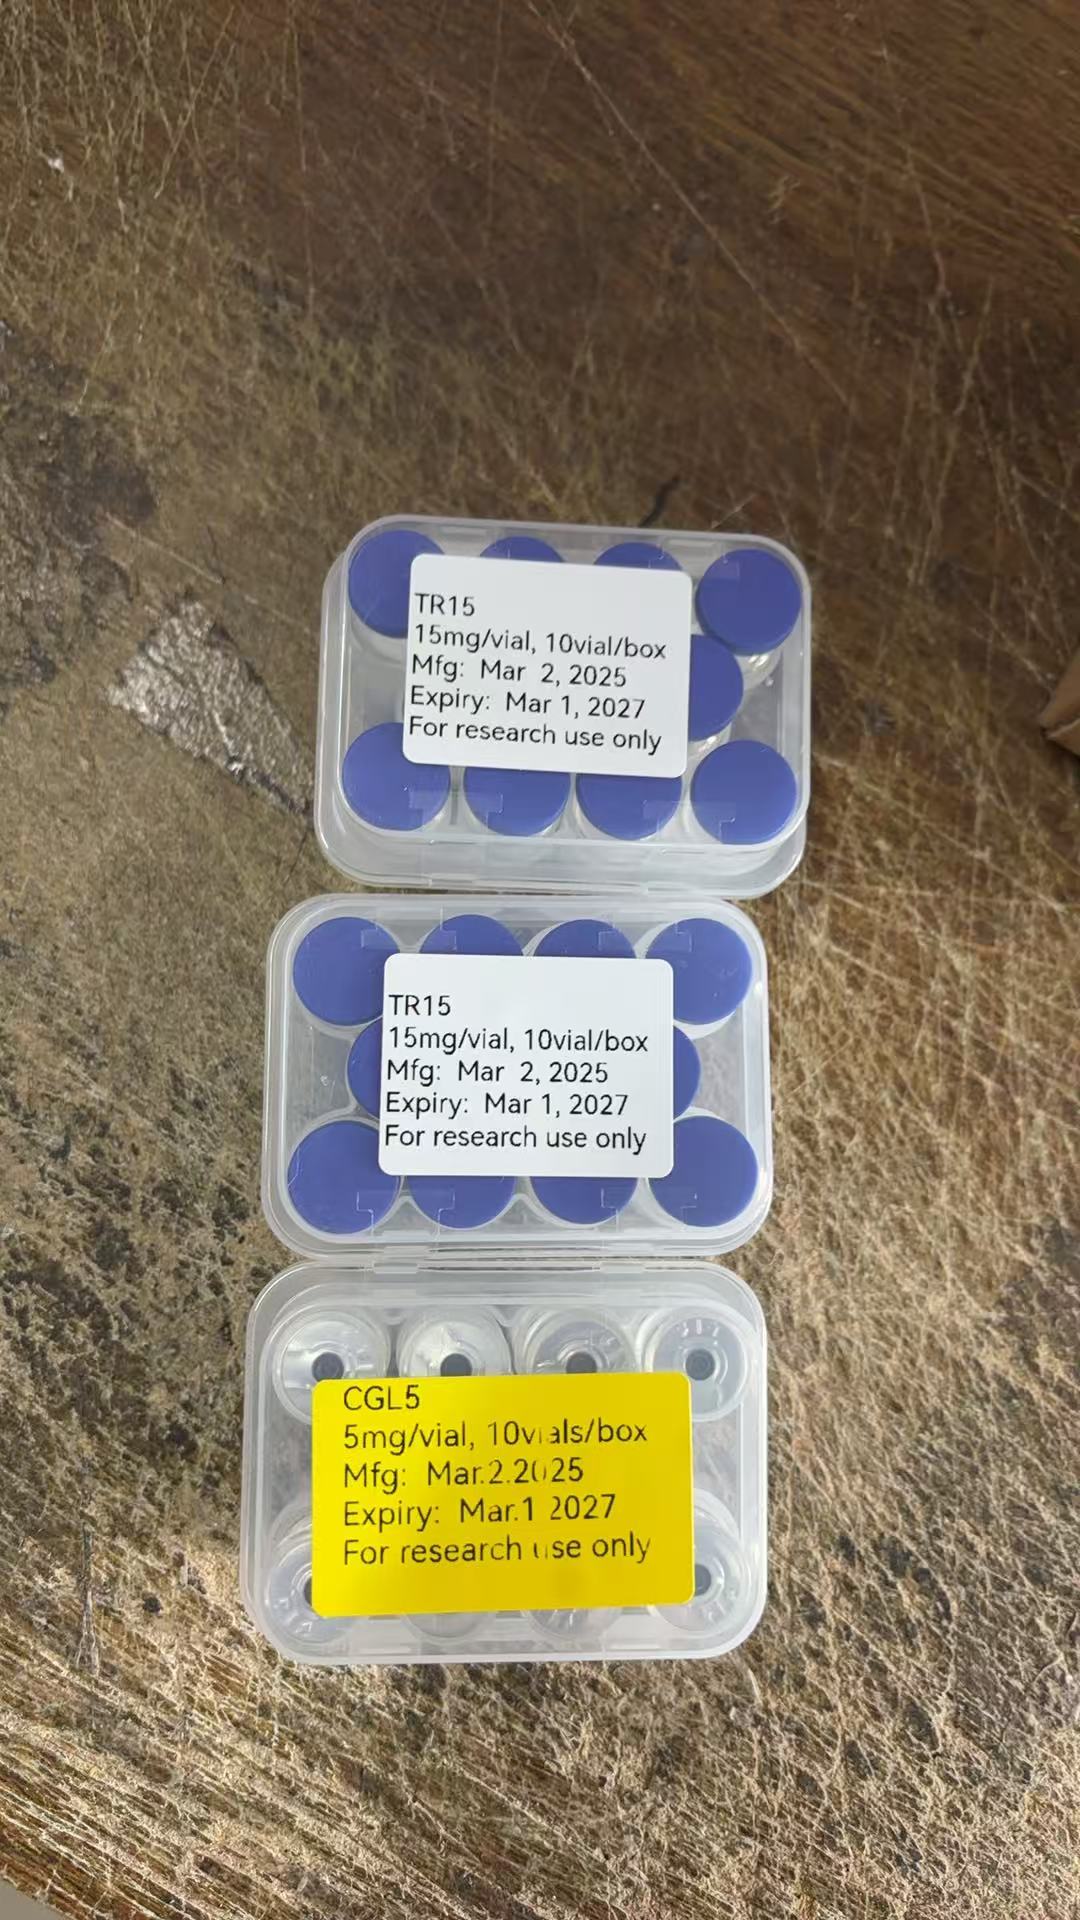 TR15
15mg/vial, 10vial/box
Mfg: Mar 2, 2025
Expiry: Mar 1, 2027
For research use only
TR15
15mg/vial, 10vial/box
Mfg: Mar 2, 2025
Expiry: Mar 1, 2027
For research use only
CGL5
5mg/vial, 10vials/box
Mfg: Mar.2.2025
Expiry: Mar.1 2027
For research use only